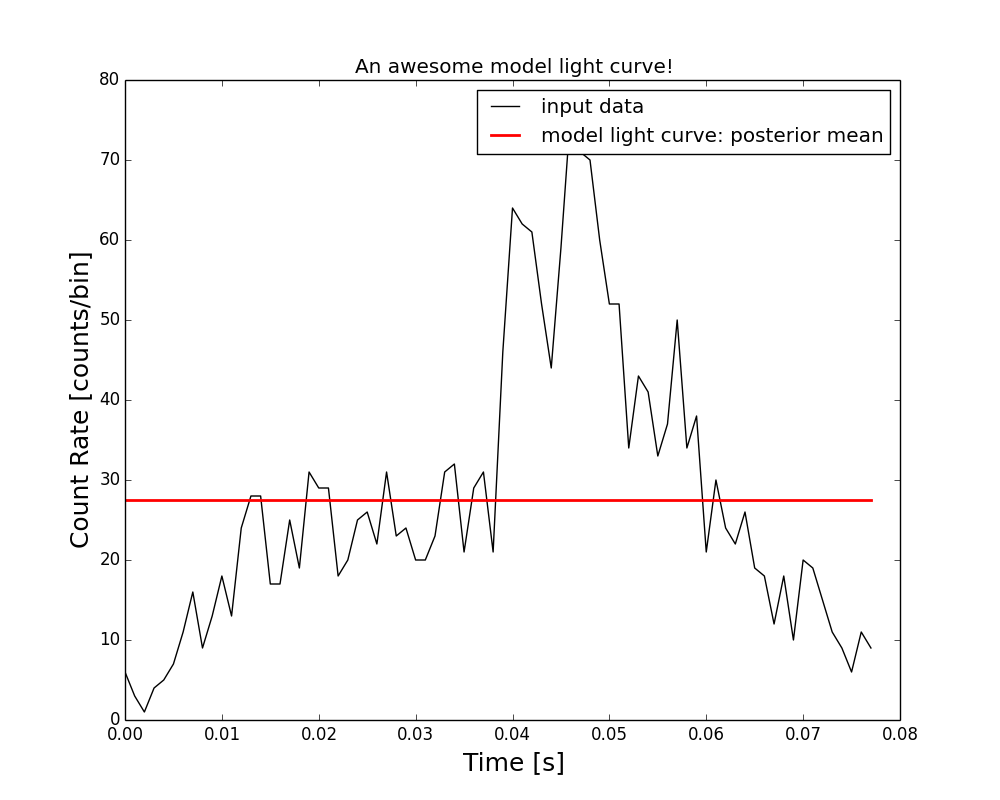 An awesome model light curve!
input data
model light curve: posterior mean
80
70
60
50
40
30
20
10
0
Count Rate [counts/bin]
0.00 0.01 0.02 0.03 0.04 0.05 0.06 0.07 0.08
Time [s]